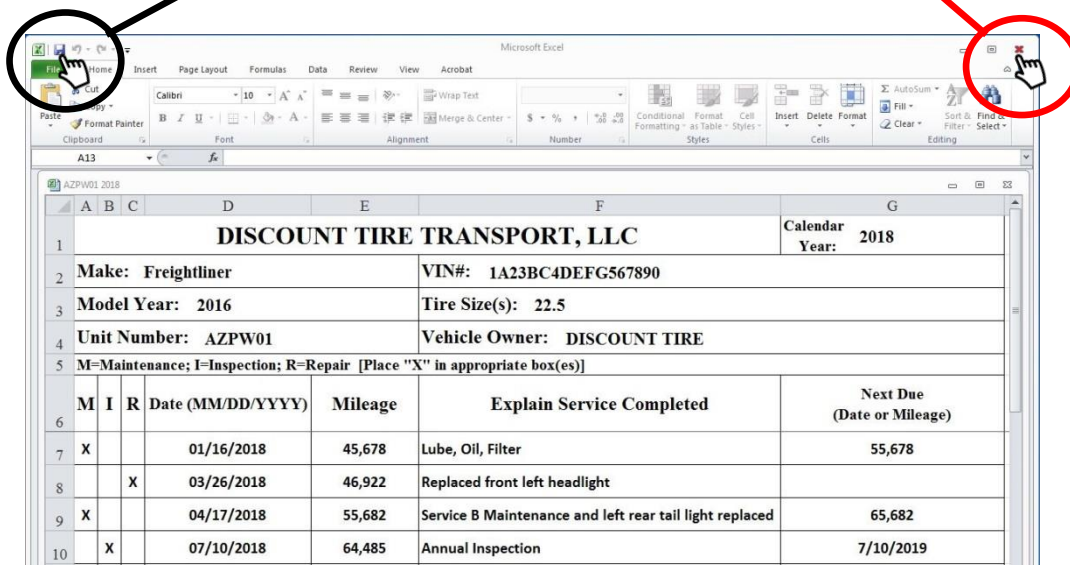 Microsoft Excel
File Home Insert Page Layout Formulas Data Review View Acrobat
Cut
Copy
Format Painter
Paste
Calibri 10
Wrap Text
Merge & Center
Conditional Formatting
Format as Table
Cell Styles
Insert Delete Format
AutoSum
Fill
Clear
Sort & Filter
Find & Select
Clipboard Font Alignment Number Styles Cells Editing
A13 fx
AZPW01 2018
A B C D E F G
1 DISCOUNT TIRE TRANSPORT, LLC Calendar Year: 2018
2 Make: Freightliner VIN#: 1A23BC4DEFG567890
3 Model Year: 2016 Tire Size(s): 22.5
4 Unit Number: AZPW01 Vehicle Owner: DISCOUNT TIRE
5 M=Maintenance; I=Inspection; R=Repair [Place "X" in appropriate box(es)]
6 M I R Date (MM/DD/YYYY) Mileage Explain Service Completed Next Due (Date or Mileage)
7 X 01/16/2018 45,678 Lube, Oil, Filter 55,678
8 X 03/26/2018 46,922 Replaced front left headlight
9 X 04/17/2018 55,682 Service B Maintenance and left rear tail light replaced 65,682
10 X 07/10/2018 64,485 Annual Inspection 7/10/2019